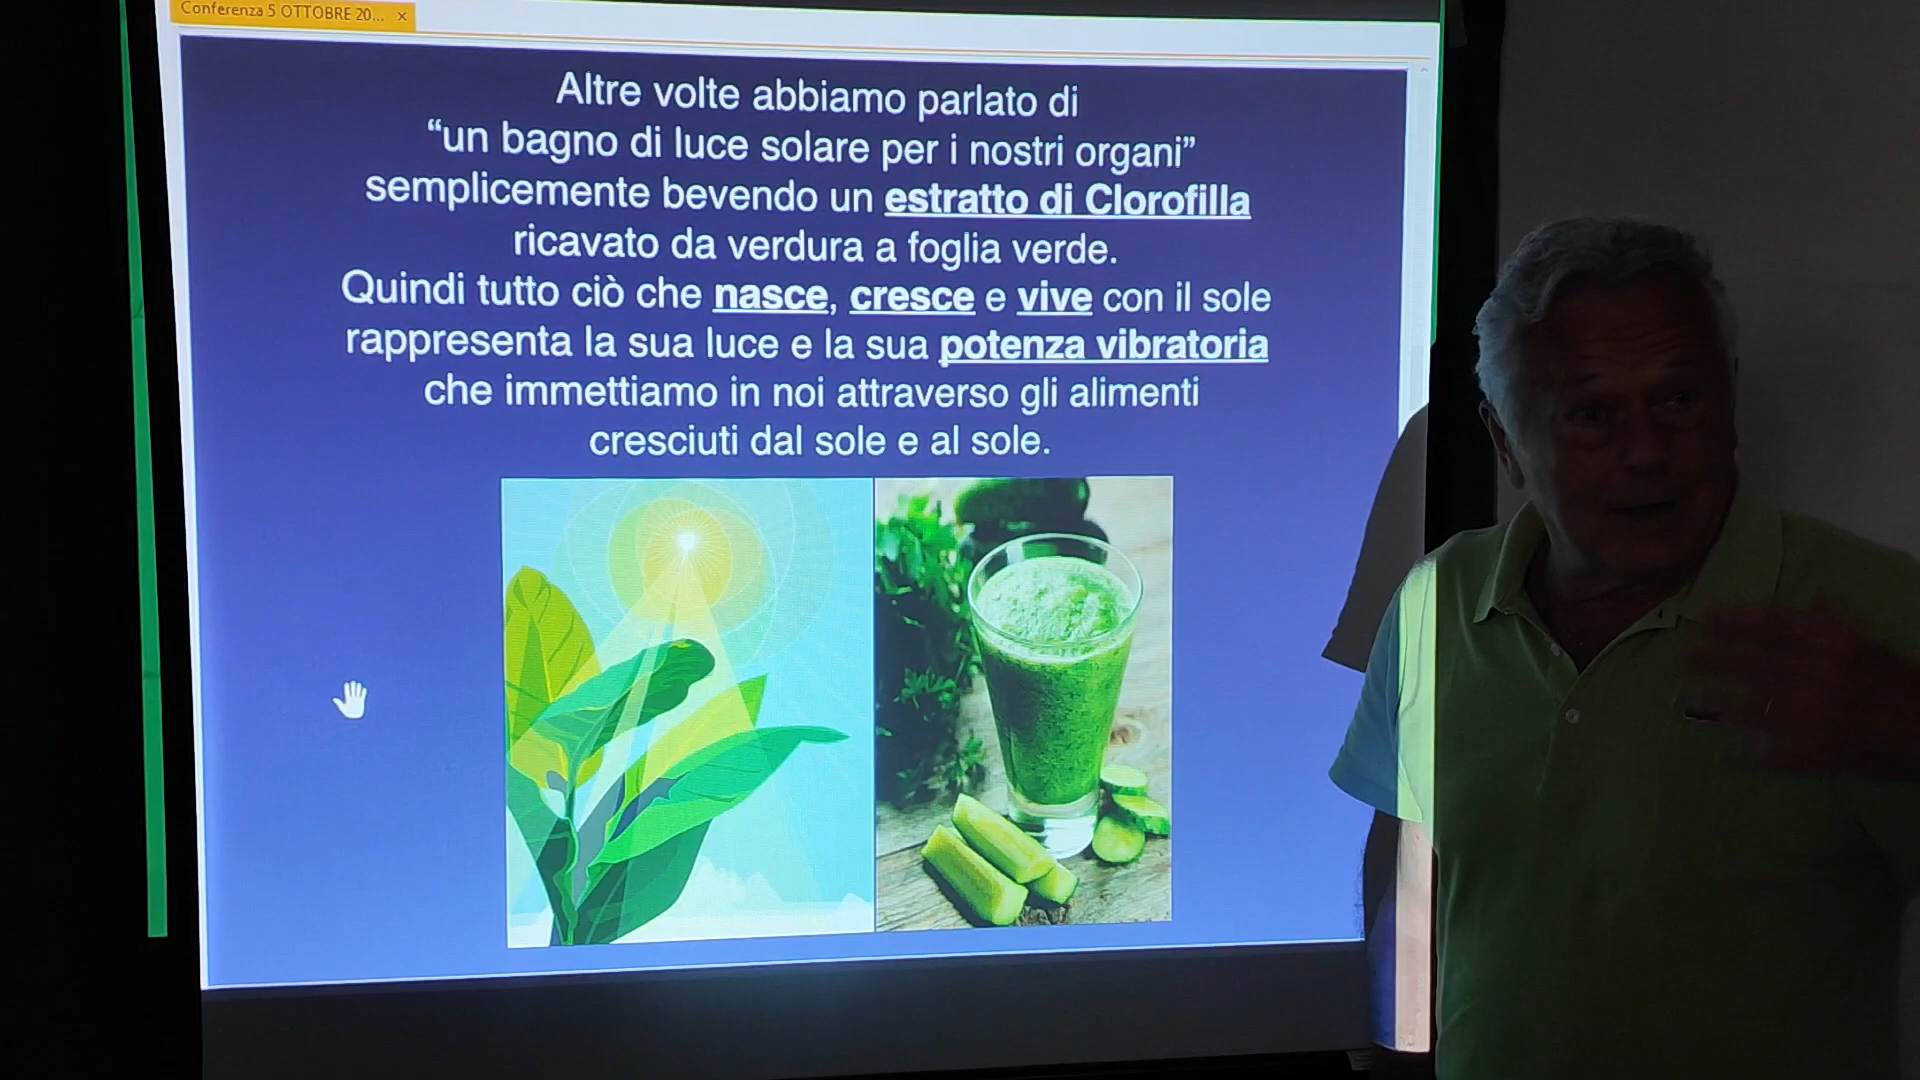 Conferenza 5 OTTOBRE 20... ×
Altre volte abbiamo parlato di
“un bagno di luce solare per i nostri organi”
semplicemente bevendo un estratto di Clorofilla
ricavato da verdura a foglia verde.
Quindi tutto ciò che nasce, cresce e vive con il sole
rappresenta la sua luce e la sua potenza vibratoria
che immettiamo in noi attraverso gli alimenti
cresciuti dal sole e al sole.